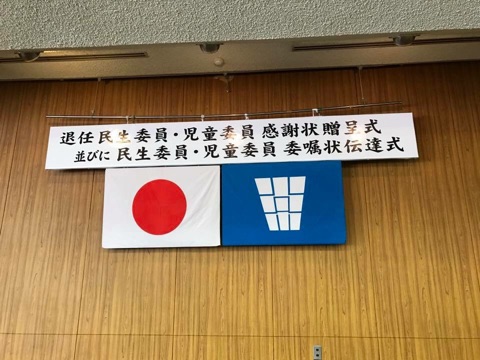 退任民生委員・児童委員 感謝状贈呈式
並びに 民生委員・児童委員 委嘱状伝達式